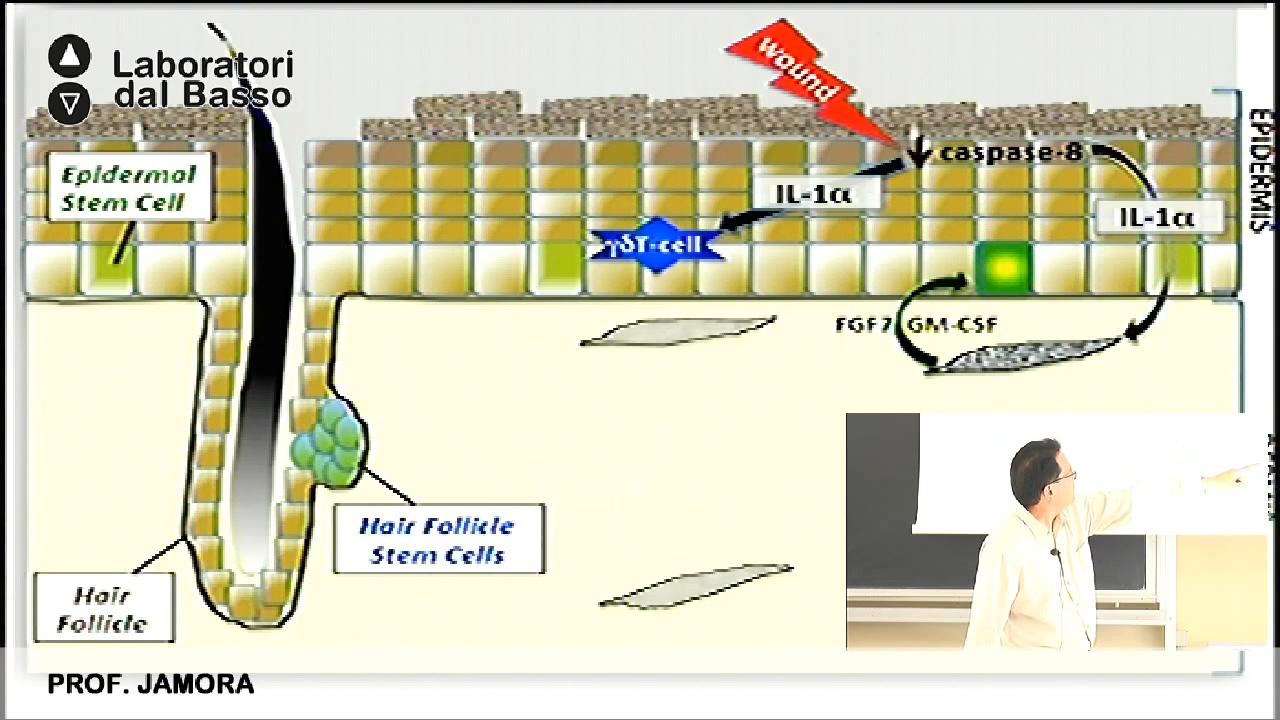 Laboratori
dal Basso
wound
EPIDERMIS
caspase-8
Epidermal
Stem Cell
IL-1α
IL-1α
γδT-cell
FGF7 GM-CSF
Hair Follicle
Stem Cells
Hair
Follicle
PROF. JAMORA